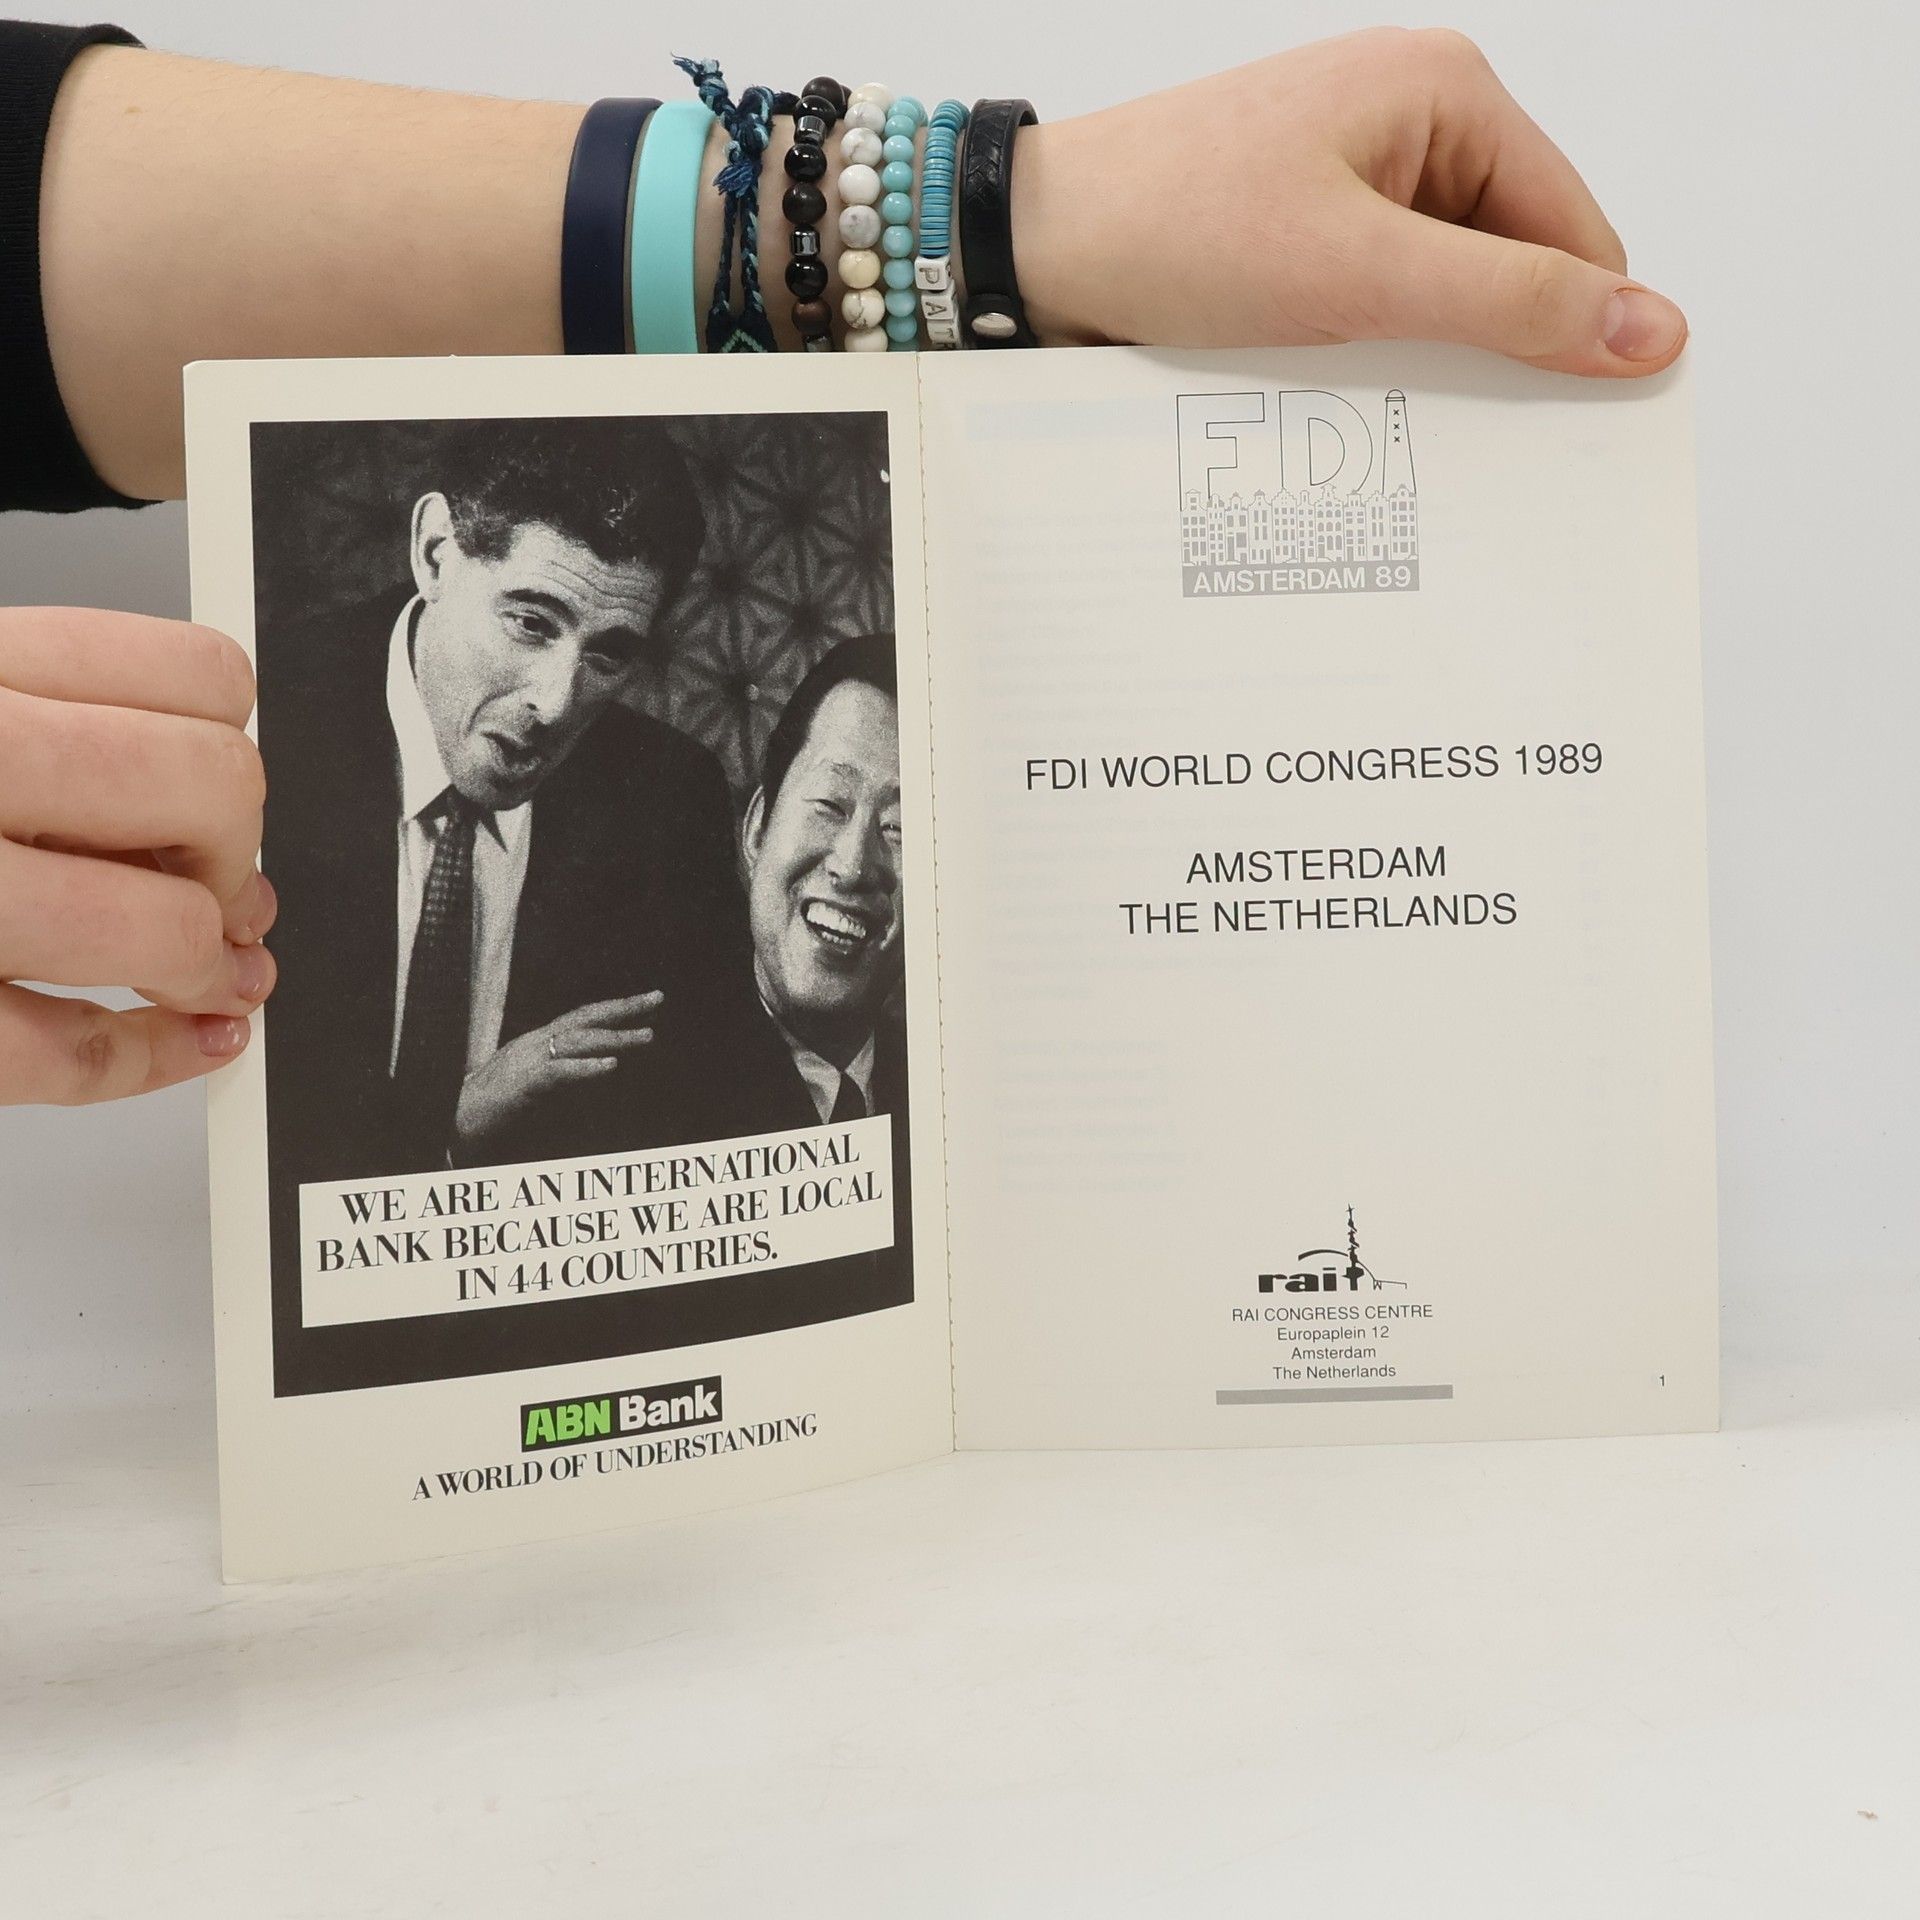 PAT
WE ARE AN INTERNATIONAL
BANK BECAUSE WE ARE LOCAL
IN 44 COUNTRIES.
ABN Bank
A WORLD OF UNDERSTANDING
FDI
AMSTERDAM 89
FDI WORLD CONGRESS 1989
AMSTERDAM
THE NETHERLANDS
rai
RAI CONGRESS CENTRE
Europaplein 12
Amsterdam
The Netherlands
1